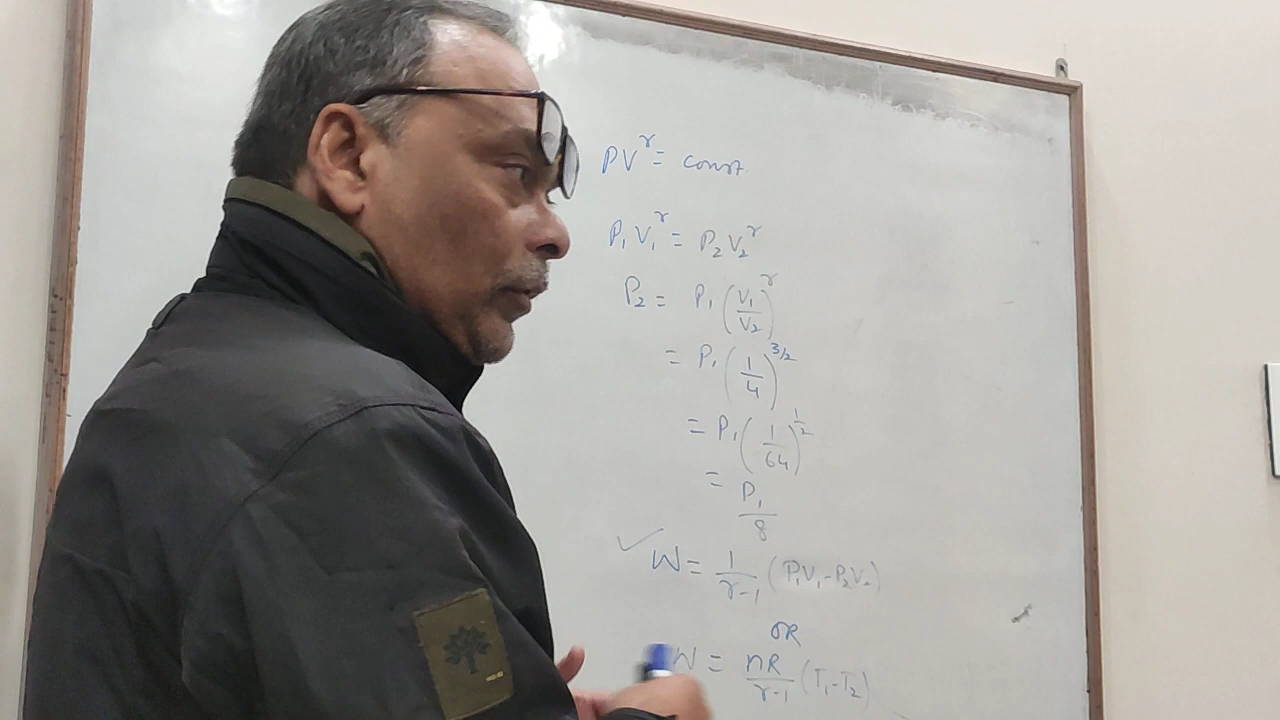 PV^γ = const.
P₁V₁^γ = P₂V₂^γ
P₂ = P₁(V₁/V₂)^γ
= P₁(1/4)^3/2
= P₁(1/64)^1/2
= P₁/8
✓ W = 1/γ-1 (P₁V₁-P₂V₂)
OR
W = nR/γ-1 (T₁-T₂)